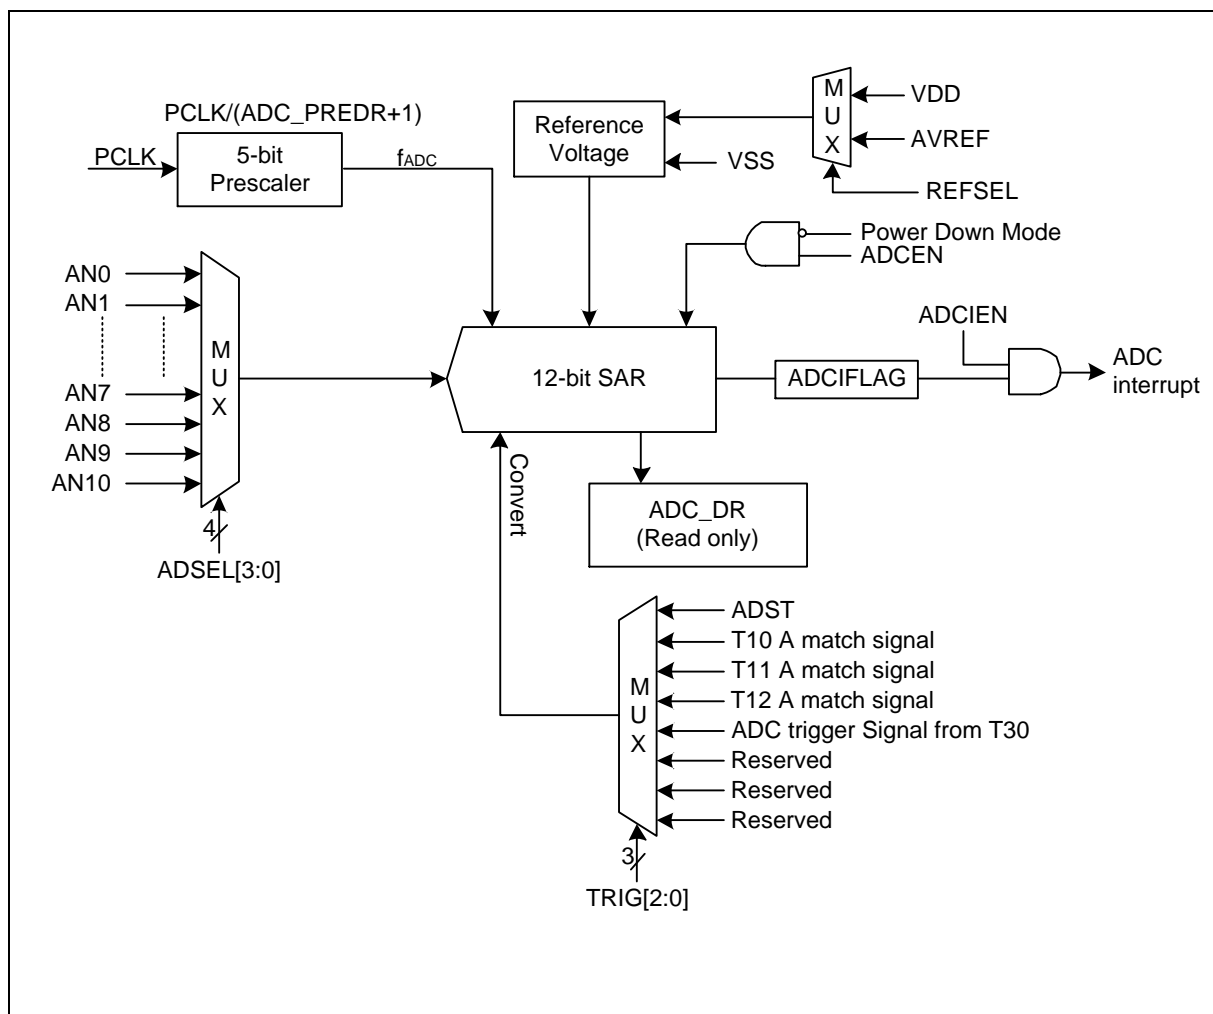 PCLK/(ADC_PREDR+1)
PCLK
5-bit
Prescaler
fADC
Reference
Voltage
VSS
M
U
X
VDD
AVREF
REFSEL
Power Down Mode
ADCEN
AN0
AN1
AN7
AN8
AN9
AN10
M
U
X
4
ADSEL[3:0]
12-bit SAR
ADCIFLAG
ADCIEN
ADC
interrupt
Convert
ADC_DR
(Read only)
M
U
X
ADST
T10 A match signal
T11 A match signal
T12 A match signal
ADC trigger Signal from T30
Reserved
Reserved
Reserved
3
TRIG[2:0]